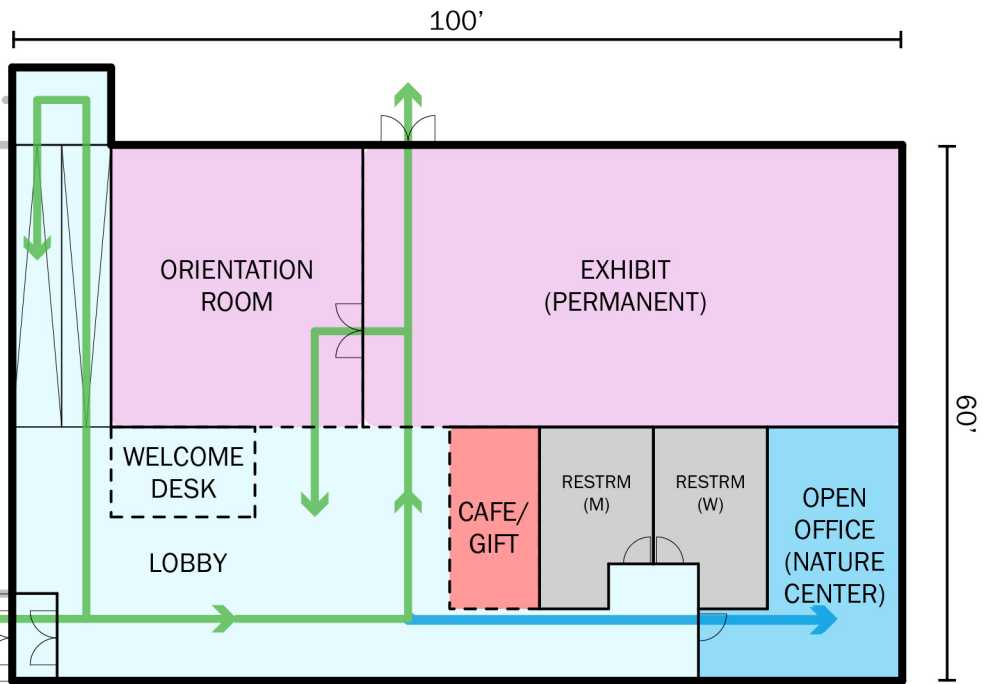 100'
ORIENTATION
ROOM
EXHIBIT
(PERMANENT)
60'
WELCOME
DESK
LOBBY
CAFE/
GIFT
RESTRM
(M)
RESTRM
(W)
OPEN
OFFICE
(NATURE
CENTER)